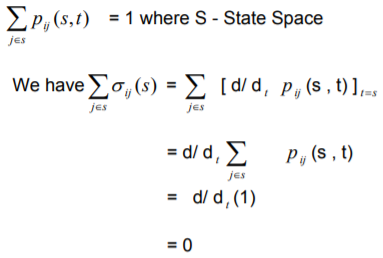 ∑ p_ij (s,t) = 1 where S - State Space
j∈s
We have ∑ σ_ij (s) = ∑ [ d/ d_t p_ij (s , t) ]_t=s
j∈s j∈s
= d/ d_t ∑ p_ij (s , t)
j∈s
= d/ d_t (1)
= 0